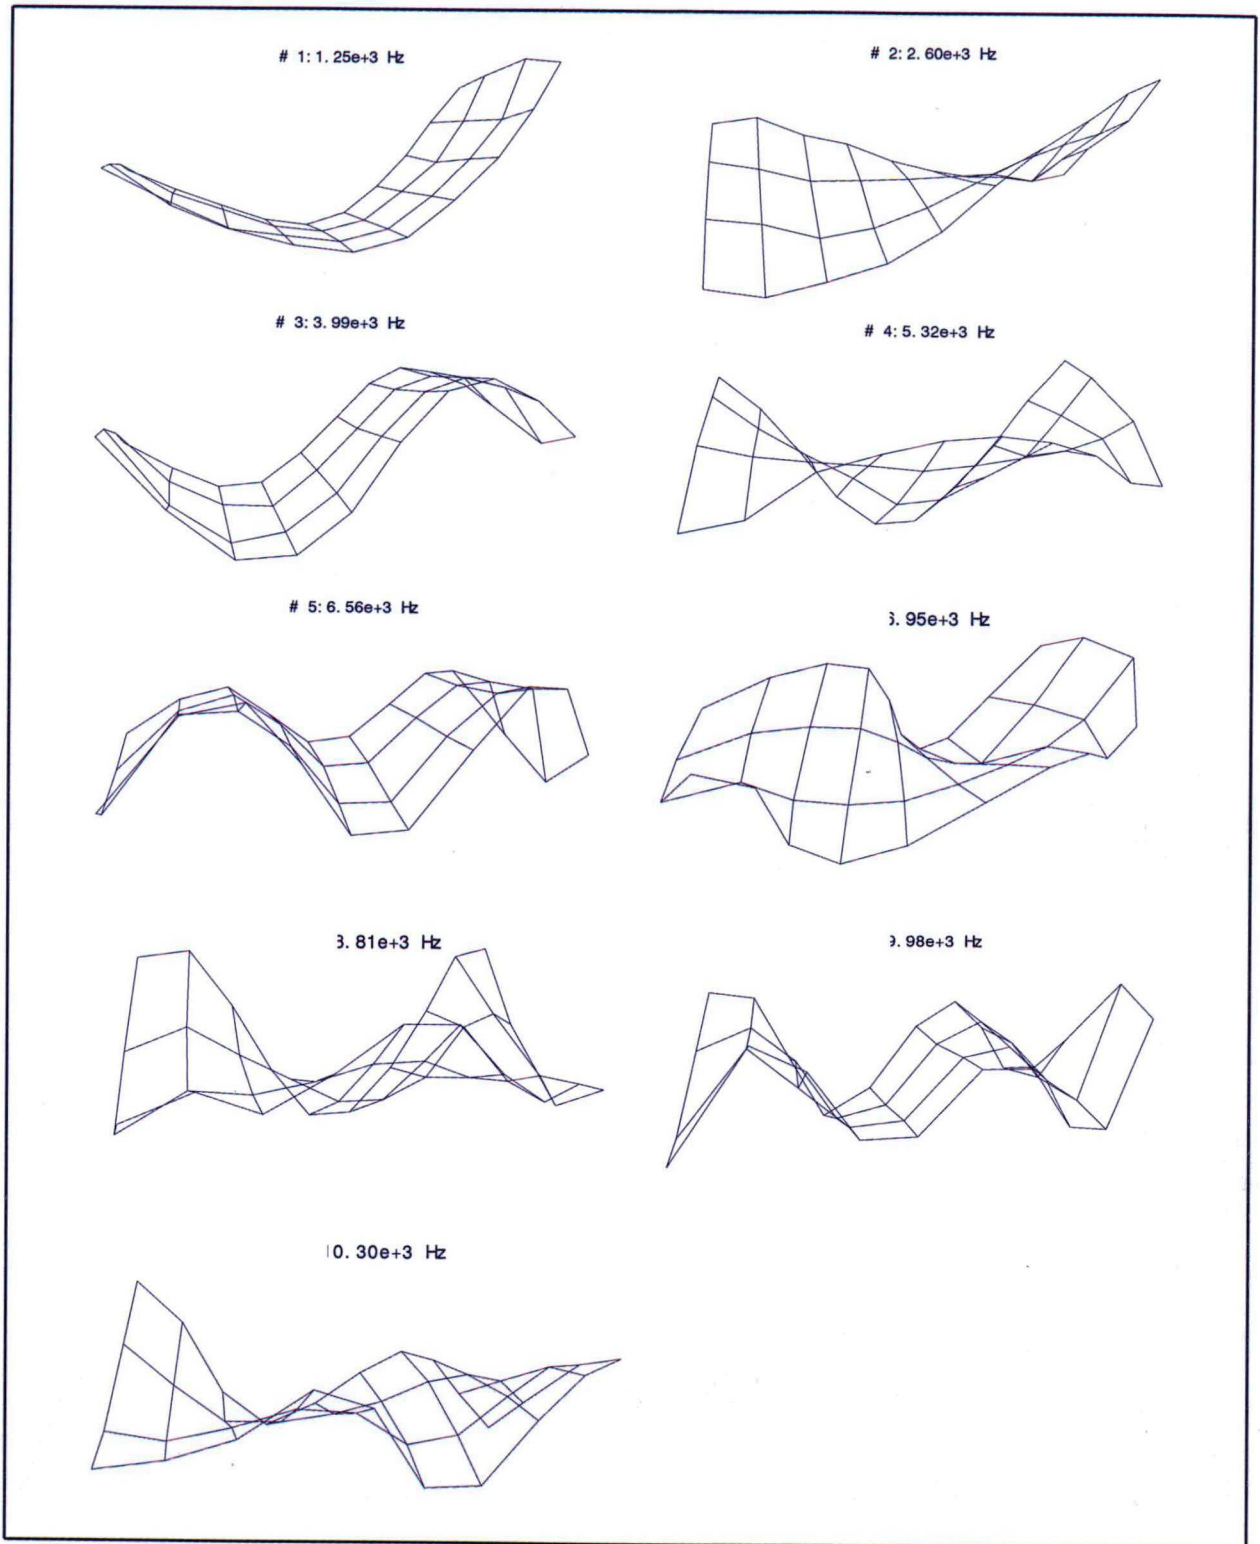 # 1: 1. 25e+3 Hz
# 2: 2. 60e+3 Hz
# 3: 3. 99e+3 Hz
# 4: 5. 32e+3 Hz
# 5: 6. 56e+3 Hz
. 95e+3 Hz
. 81e+3 Hz
. 98e+3 Hz
0. 30e+3 Hz